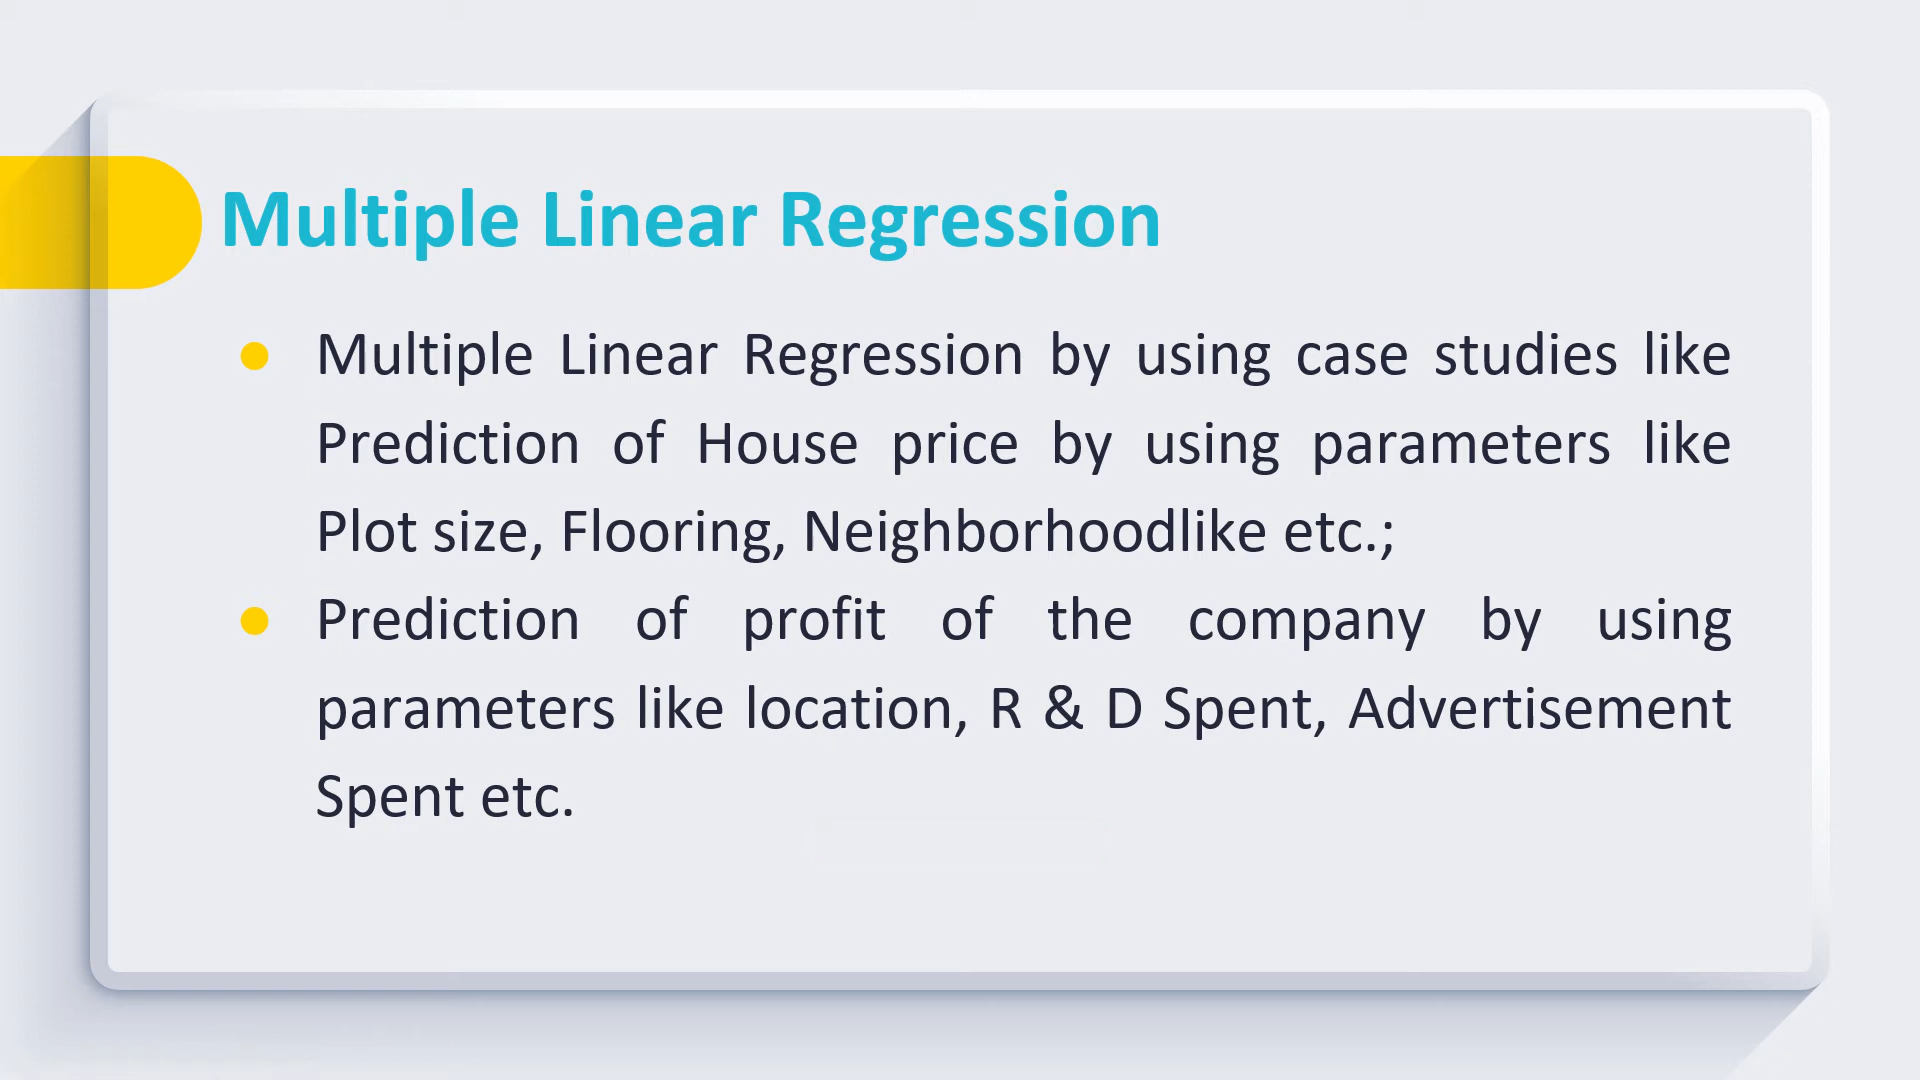 Multiple Linear Regression
Multiple Linear Regression by using case studies like
Prediction of House price by using parameters like
Plot size, Flooring, Neighborhoodlike etc.;
Prediction of profit of the company by using
parameters like location, R & D Spent, Advertisement
Spent etc.